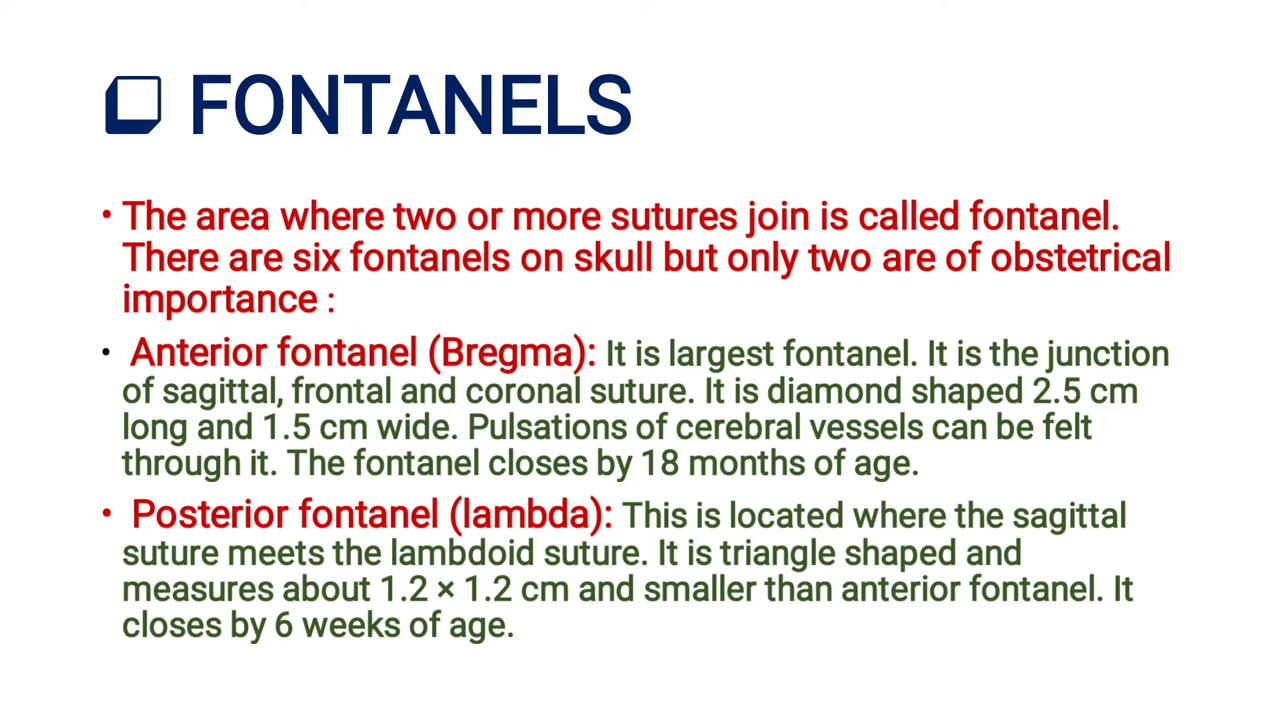 ❑ FONTANELS
• The area where two or more sutures join is called fontanel.
There are six fontanels on skull but only two are of obstetrical
importance :
• Anterior fontanel (Bregma): It is largest fontanel. It is the junction
of sagittal, frontal and coronal suture. It is diamond shaped 2.5 cm
long and 1.5 cm wide. Pulsations of cerebral vessels can be felt
through it. The fontanel closes by 18 months of age.
• Posterior fontanel (lambda): This is located where the sagittal
suture meets the lambdoid suture. It is triangle shaped and
measures about 1.2 × 1.2 cm and smaller than anterior fontanel. It
closes by 6 weeks of age.